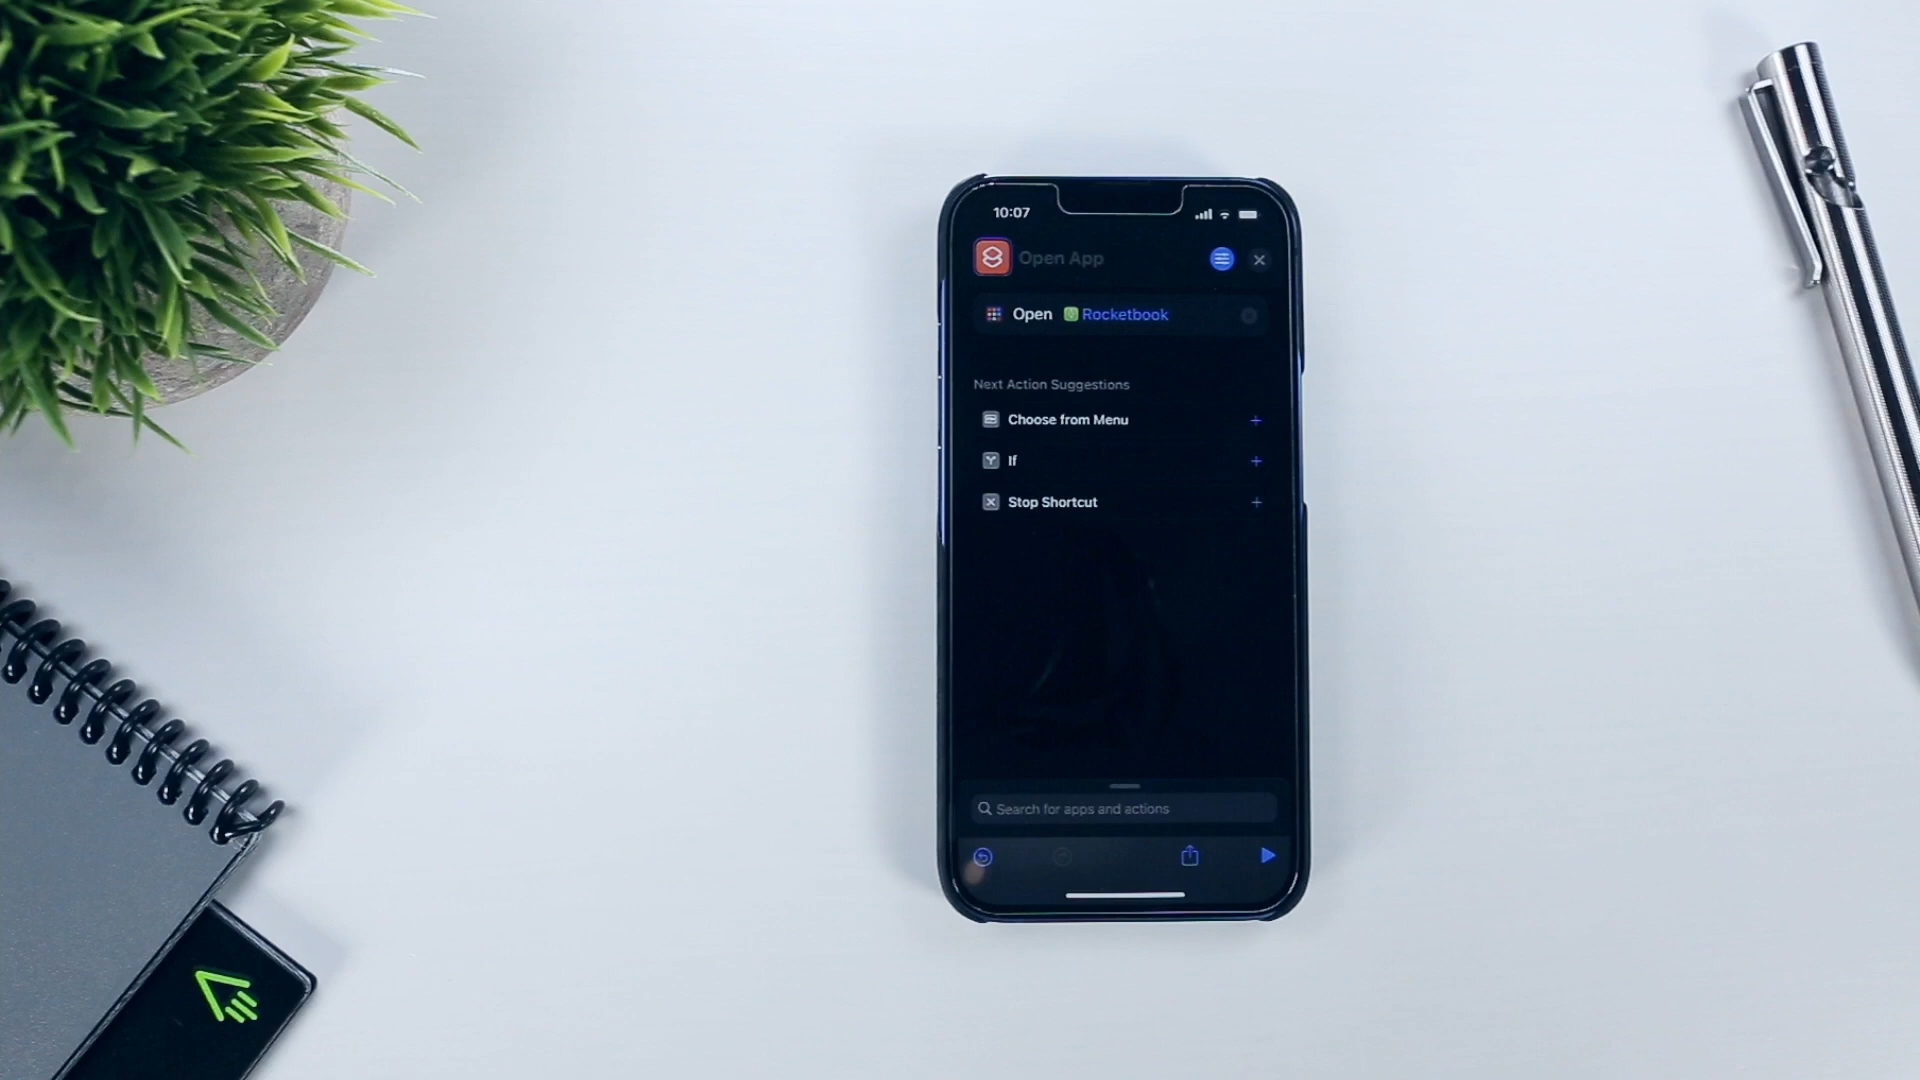 10:07
Open App
Open Rocketbook
Next Action Suggestions
Choose from Menu
If
Stop Shortcut
Search for apps and actions